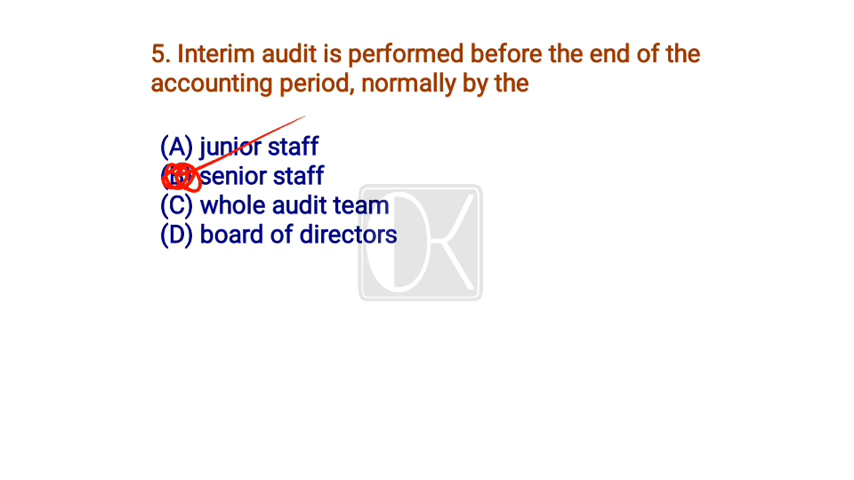 5. Interim audit is performed before the end of the
accounting period, normally by the
(A) junior staff
(B) senior staff
(C) whole audit team
(D) board of directors